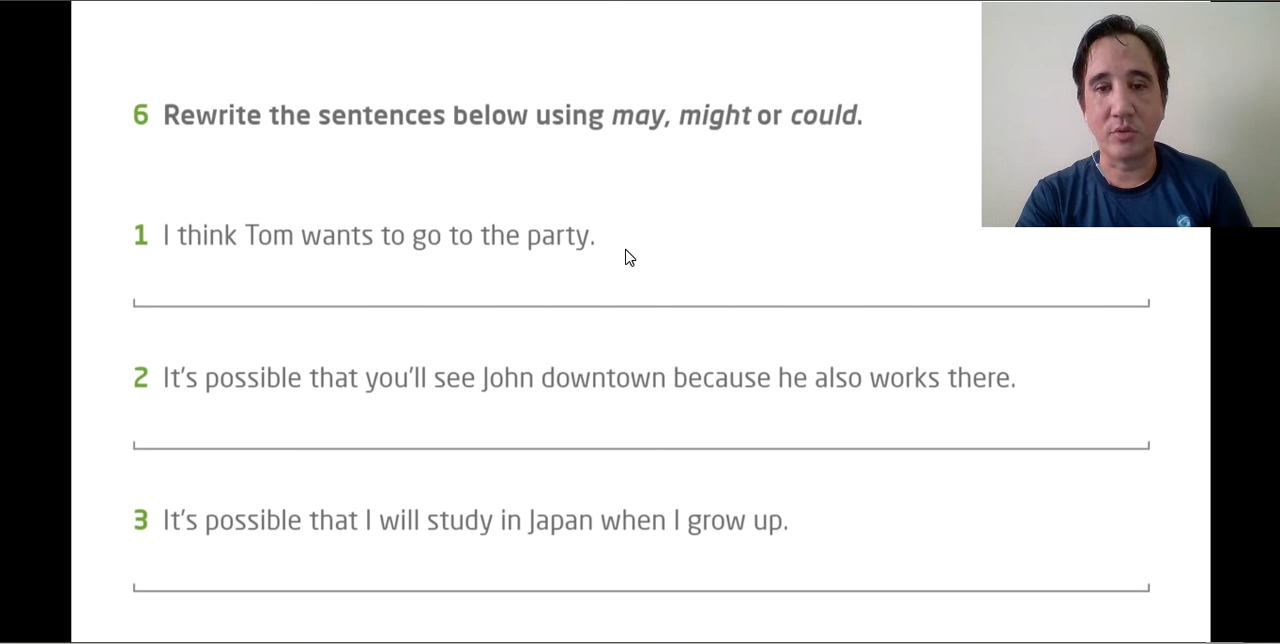 6 Rewrite the sentences below using may, might or could.
1 I think Tom wants to go to the party.
2 It's possible that you'll see John downtown because he also works there.
3 It's possible that I will study in Japan when I grow up.